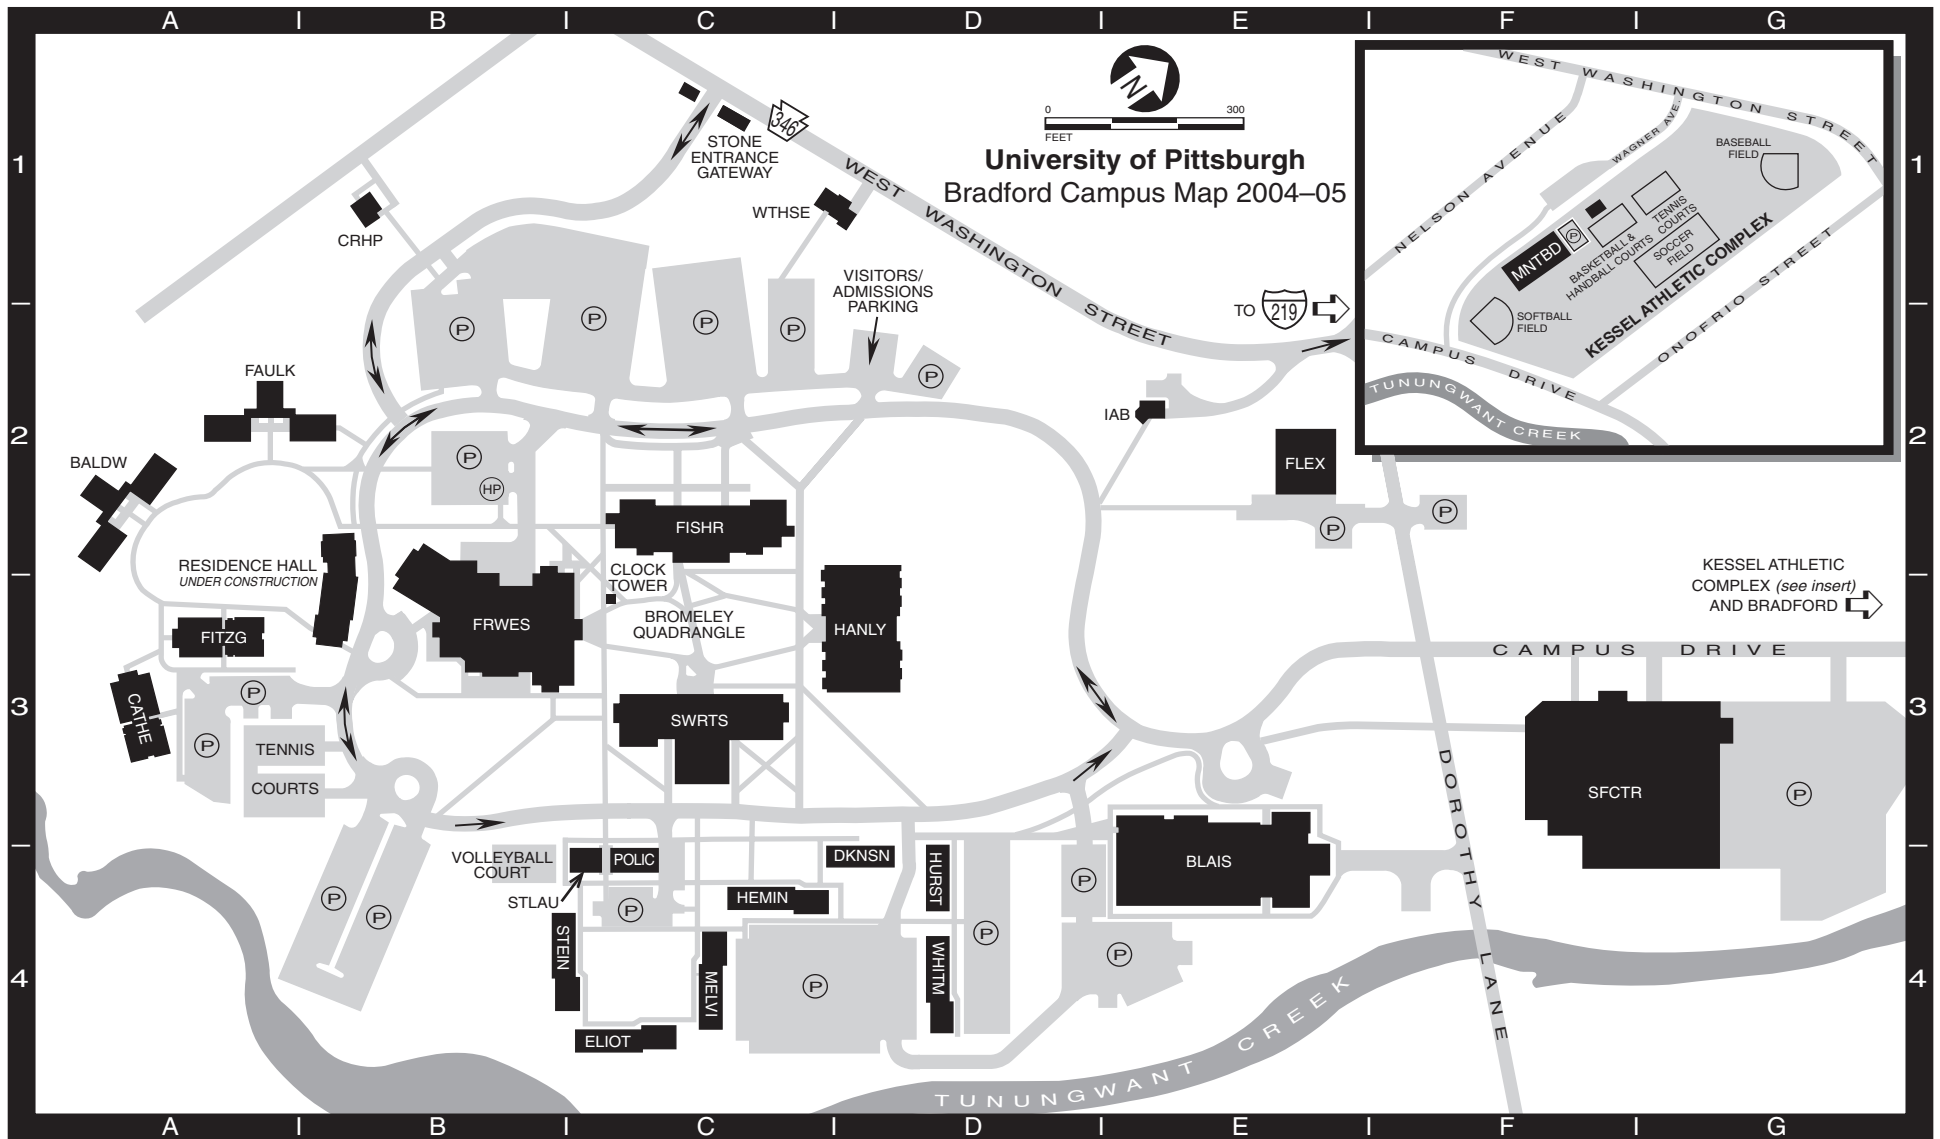 A I B I C I D I E I F I G
1
2
3
4
1
2
3
4
A I B I C I D I E I F I G
N
0 300
FEET
University of Pittsburgh
Bradford Campus Map 2004–05
346
STONE
ENTRANCE
GATEWAY
WEST WASHINGTON STREET
WTHSE
CRHP
VISITORS/
ADMISSIONS
PARKING
TO 219
P
P
P
P
P
FAULK
BALDW
IAB
FLEX
P
P
P
HP
FISHR
RESIDENCE HALL
UNDER CONSTRUCTION
CLOCK
TOWER
BROMELEY
QUADRANGLE
FRWES
HANLY
FITZG
CATHE
P
P
TENNIS
COURTS
SWRTS
KESSEL ATHLETIC
COMPLEX (see insert)
AND BRADFORD
CAMPUS DRIVE
SFCTR
P
DOROTHY LANE
VOLLEYBALL
COURT
POLIC
STLAU
DKNSN
HURST
HEMIN
BLAIS
P
P
P
P
P
P
P
STEIN
MELVI
WHITM
ELIOT
P
TUNUNGWANT CREEK
WEST WASHINGTON STREET
NELSON AVENUE
WAGNER AVE.
BASEBALL
FIELD
TENNIS
COURTS
MNTBD
P
BASKETBALL &
HANDBALL COURTS
SOCCER
FIELD
KESSEL ATHLETIC COMPLEX
SOFTBALL
FIELD
ONOFRIO STREET
CAMPUS DRIVE
TUNUNGWANT CREEK